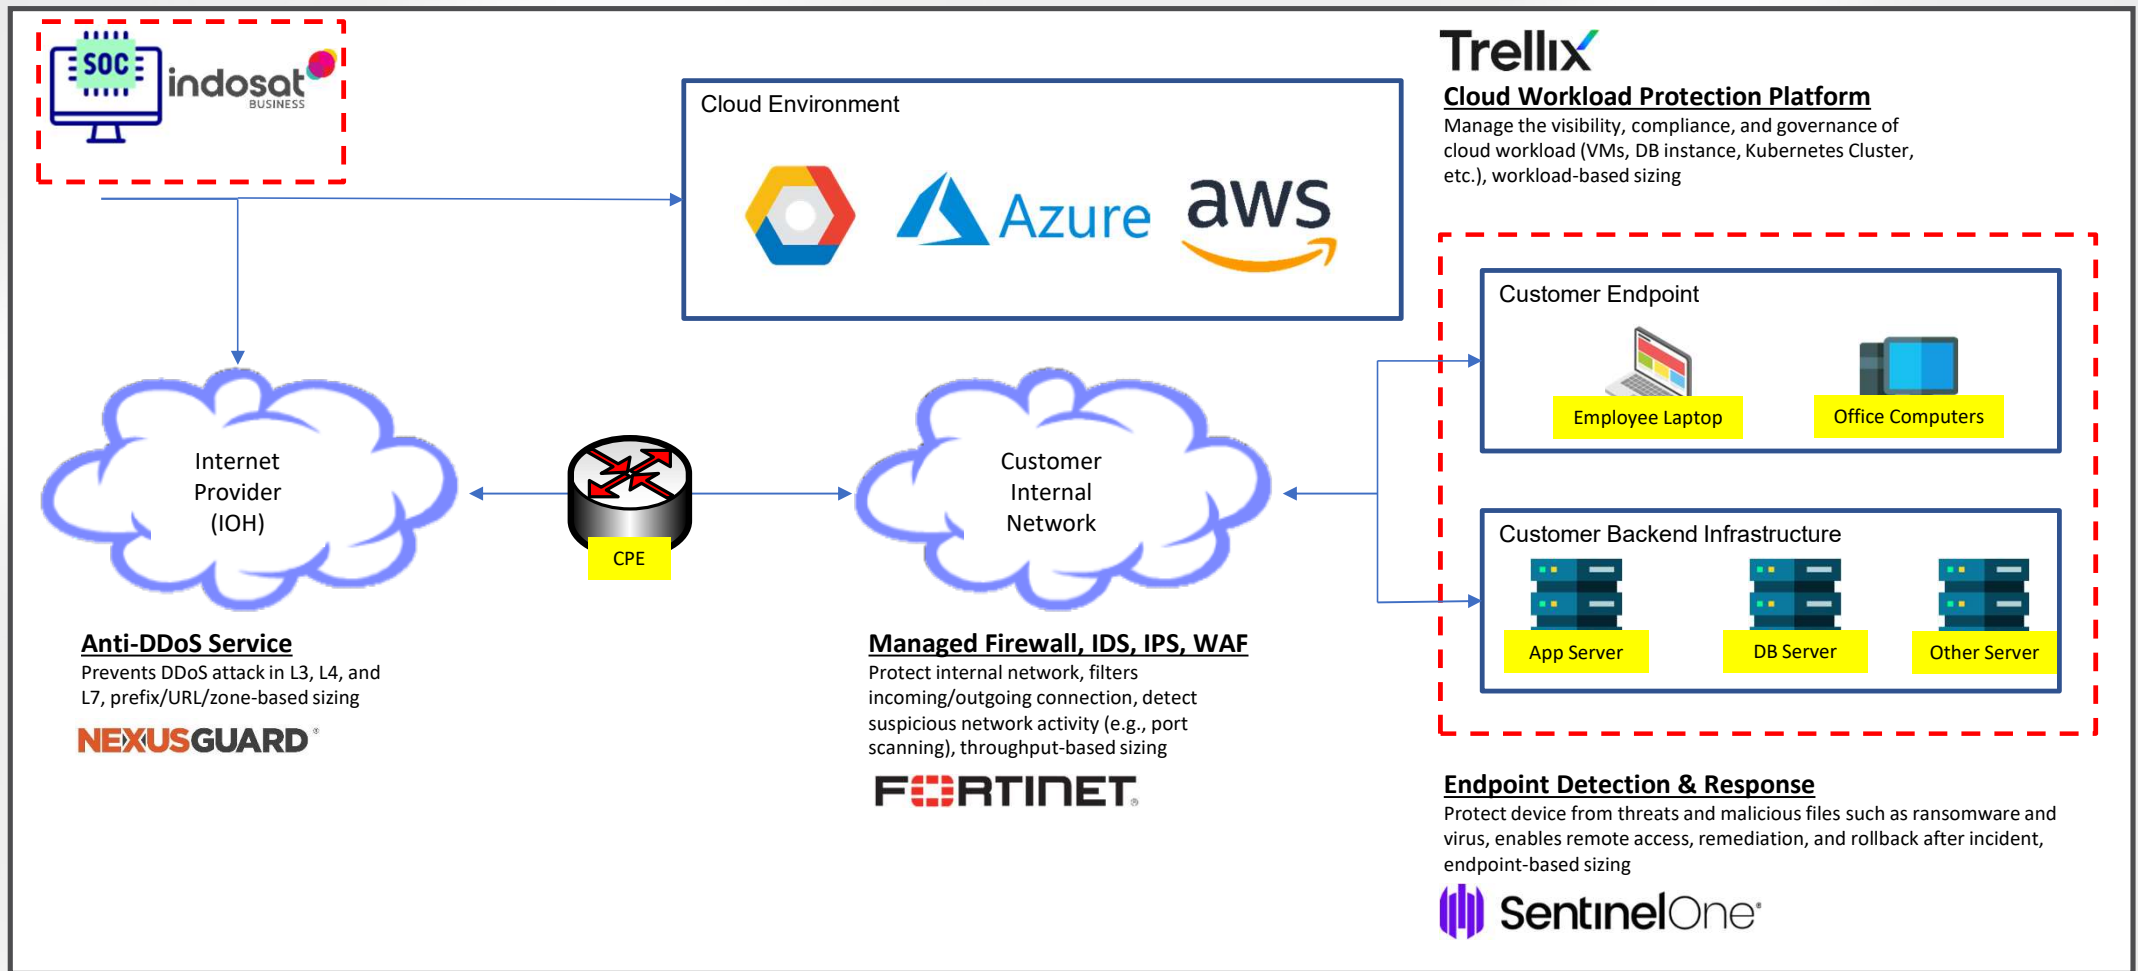 SOC
indosat
BUSINESS
Cloud Environment
Azure
aws
Trellix
Cloud Workload Protection Platform
Manage the visibility, compliance, and governance of
cloud workload (VMs, DB instance, Kubernetes Cluster,
etc.), workload-based sizing
Customer Endpoint
Employee Laptop
Office Computers
Internet
Provider
(IOH)
CPE
Customer
Internal
Network
Customer Backend Infrastructure
App Server
DB Server
Other Server
Anti-DDoS Service
Prevents DDoS attack in L3, L4, and
L7, prefix/URL/zone-based sizing
NEXUSGUARD®
Managed Firewall, IDS, IPS, WAF
Protect internal network, filters
incoming/outgoing connection, detect
suspicious network activity (e.g., port
scanning), throughput-based sizing
FORTINET®
Endpoint Detection & Response
Protect device from threats and malicious files such as ransomware and
virus, enables remote access, remediation, and rollback after incident,
endpoint-based sizing
SentinelOne®